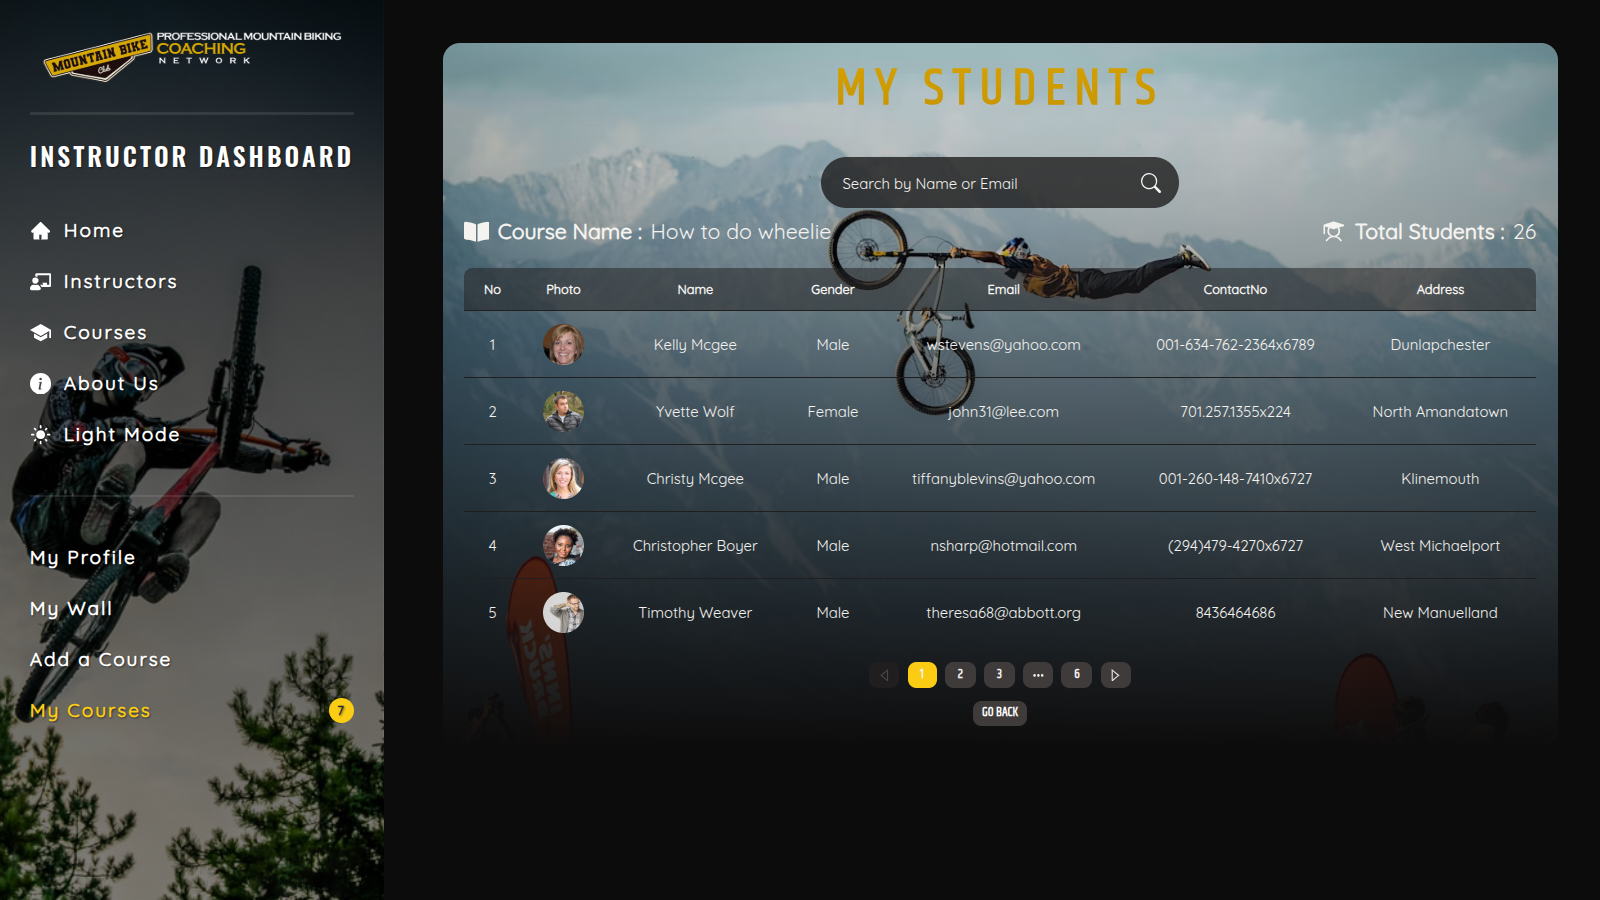 MOUNTAIN BIKE
Club
PROFESSIONAL MOUNTAIN BIKING
COACHING
NETWORK
INSTRUCTOR DASHBOARD
Home
Instructors
Courses
About Us
Light Mode
My Profile
My Wall
Add a Course
My Courses 7
MY STUDENTS
Search by Name or Email
Course Name : How to do wheelie
Total Students : 26
No Photo Name Gender Email ContactNo Address
1 Kelly Mcgee Male wstevens@yahoo.com 001-634-762-2364x6789 Dunlapchester
2 Yvette Wolf Female john31@lee.com 701.257.1355x224 North Amandatown
3 Christy Mcgee Male tiffanyblevins@yahoo.com 001-260-148-7410x6727 Klinemouth
4 Christopher Boyer Male nsharp@hotmail.com (294)479-4270x6727 West Michaelport
5 Timothy Weaver Male theresa68@abbott.org 8436464686 New Manuelland
1 2 3 ••• 6
GO BACK